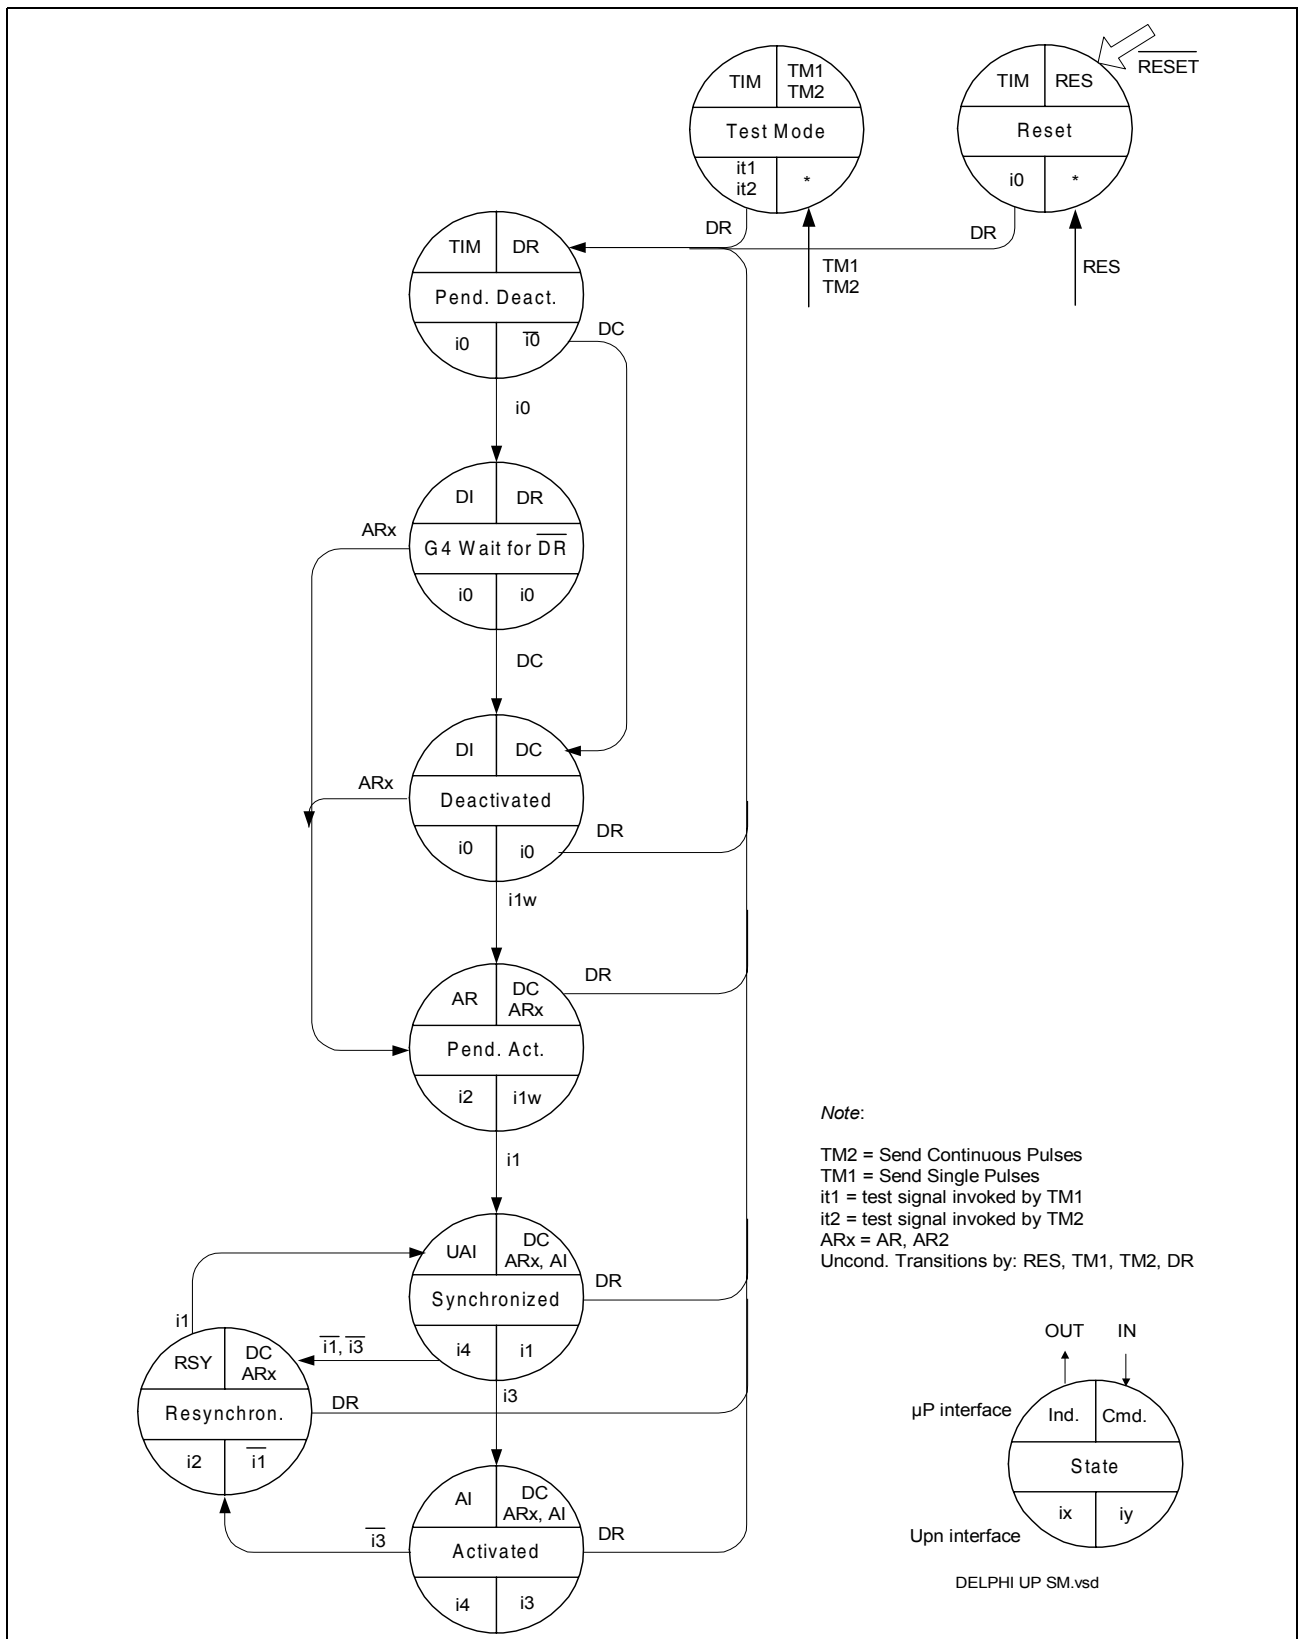 TIM
TM1
TM2
Test Mode
it1
it2
*
TIM
RES
RESET
Reset
i0
*
DR
DR
TM1
TM2
RES
TIM
DR
Pend. Deact.
i0
i0
DC
i0
DI
DR
ARx
G4 Wait for DR
i0
i0
DC
DI
DC
ARx
Deactivated
i0
i0
DR
i1w
AR
DC
ARx
DR
Pend. Act.
i2
i1w
i1
UAI
DC
ARx, AI
DR
Synchronized
i4
i1
i1
i1, i3
i3
RSY
DC
ARx
DR
Resynchron.
i2
i1
AI
DC
ARx, AI
DR
i3
Activated
i4
i3
Note:
TM2 = Send Continuous Pulses
TM1 = Send Single Pulses
it1 = test signal invoked by TM1
it2 = test signal invoked by TM2
ARx = AR, AR2
Uncond. Transitions by: RES, TM1, TM2, DR
OUT
IN
µP interface
Ind.
Cmd.
State
ix
iy
Upn interface
DELPHI UP SM.vsd